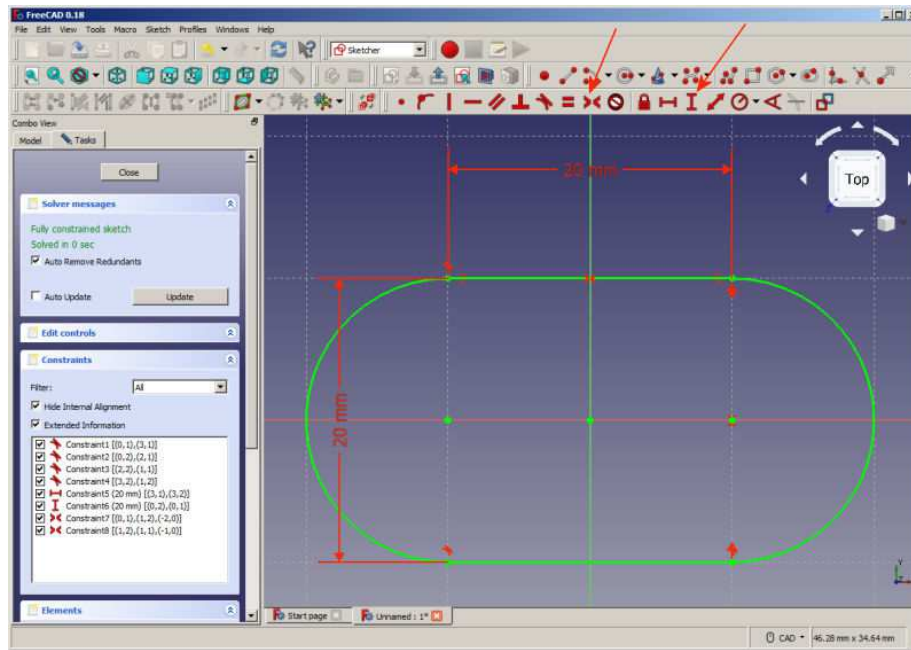 FreeCAD 0.18
File Edit View Tools Macro Sketch Profiles Windows Help
Sketcher
Combo View
Model Tasks
Close
Solver messages
Fully constrained sketch
Solved in 0 sec
Auto Remove Redundants
Auto Update Update
Edit controls
Constraints
Filter: All
Hide Internal Alignment
Extended Information
Constraint1 [(0,1),(3,1)]
Constraint2 [(0,2),(2,1)]
Constraint3 [(2,2),(1,1)]
Constraint4 [(3,2),(1,2)]
Constraint5 (20 mm) [(3,1),(3,2)]
Constraint6 (20 mm) [(0,2),(0,1)]
Constraint7 [(0,1),(1,2),(-2,0)]
Constraint8 [(1,2),(1,1),(-1,0)]
Elements
20 mm
20 mm
Top
Y
Start page Unnamed : 1*
CAD 46.28 mm x 34.64 mm